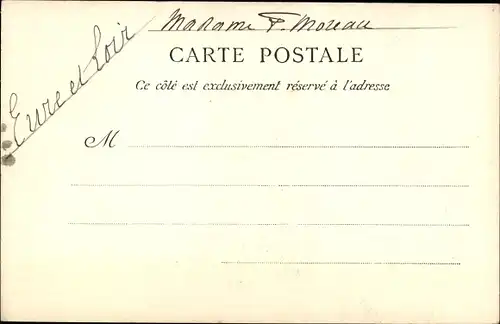 Madame F. Moreau
Eure et Loir
CARTE POSTALE
Ce côté est exclusivement réservé à l'adresse
M